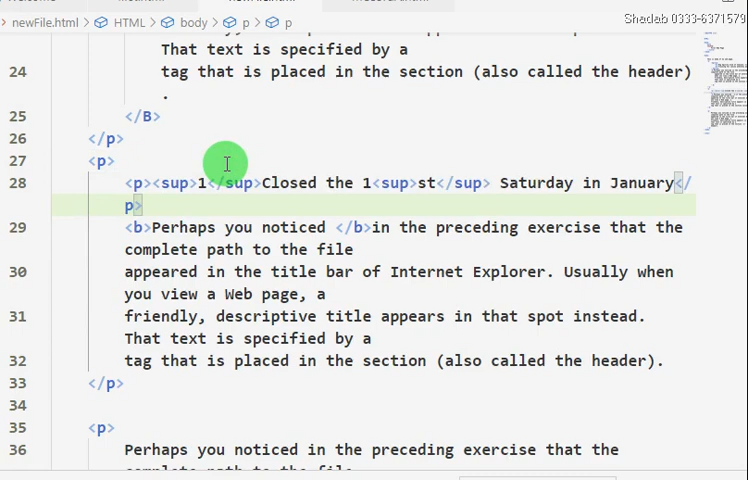 newFile.html > HTML > body > p > p
Shadab 0333-6371579
That text is specified by a
24 tag that is placed in the section (also called the header)
.
25 </B>
26 </p>
27 <p>
28 <p><sup>1</sup>Closed the 1<sup>st</sup> Saturday in January</
p>
29 <b>Perhaps you noticed </b>in the preceding exercise that the
complete path to the file
30 appeared in the title bar of Internet Explorer. Usually when
you view a Web page, a
31 friendly, descriptive title appears in that spot instead.
That text is specified by a
32 tag that is placed in the section (also called the header).
33 </p>
34
35 <p>
36 Perhaps you noticed in the preceding exercise that the
complete path to the file